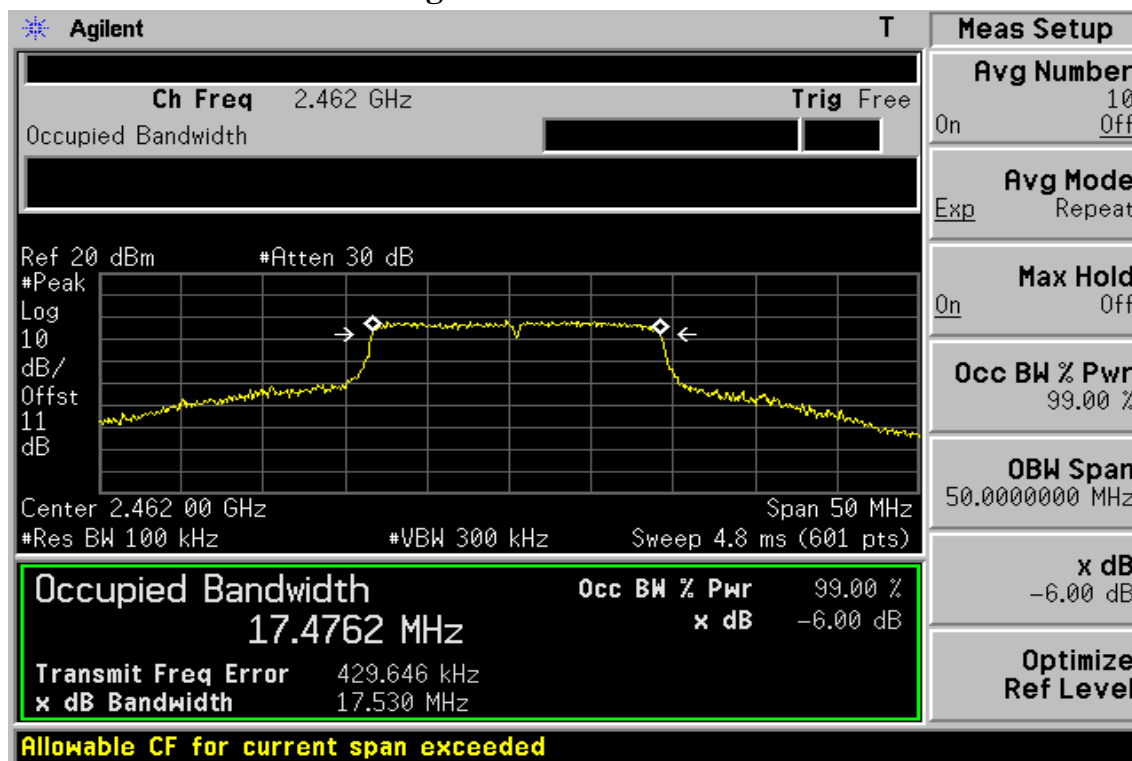 Agilent T
Ch Freq 2.462 GHz Trig Free
Occupied Bandwidth
Ref 20 dBm #Atten 30 dB
#Peak
Log
10
dB/
Offst
11
dB
Center 2.462 00 GHz Span 50 MHz
#Res BW 100 kHz #VBW 300 kHz Sweep 4.8 ms (601 pts)
Occupied Bandwidth Occ BW % Pwr 99.00 %
17.4762 MHz x dB -6.00 dB
Transmit Freq Error 429.646 kHz
x dB Bandwidth 17.530 MHz
Allowable CF for current span exceeded
Meas Setup
Avg Number
10
On Off
Avg Mode
Exp Repeat
Max Hold
On Off
Occ BW % Pwr
99.00 %
OBW Span
50.0000000 MHz
x dB
-6.00 dB
Optimize
Ref Level